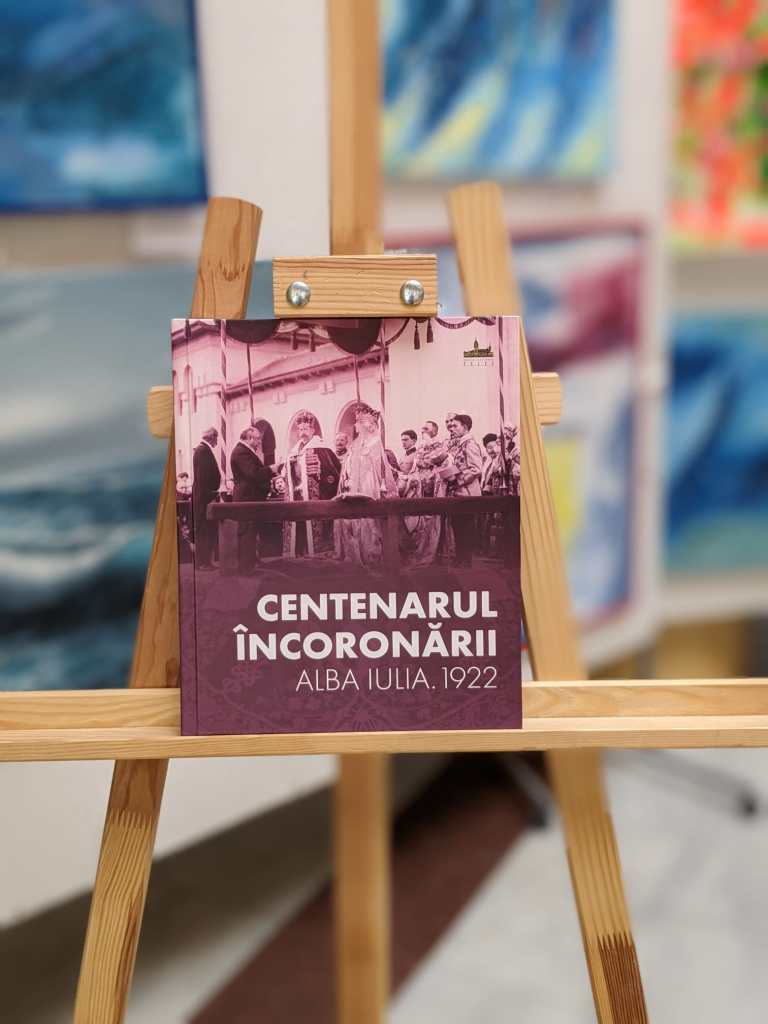 CENTENARUL
ÎNCORONĂRII
ALBA IULIA. 1922